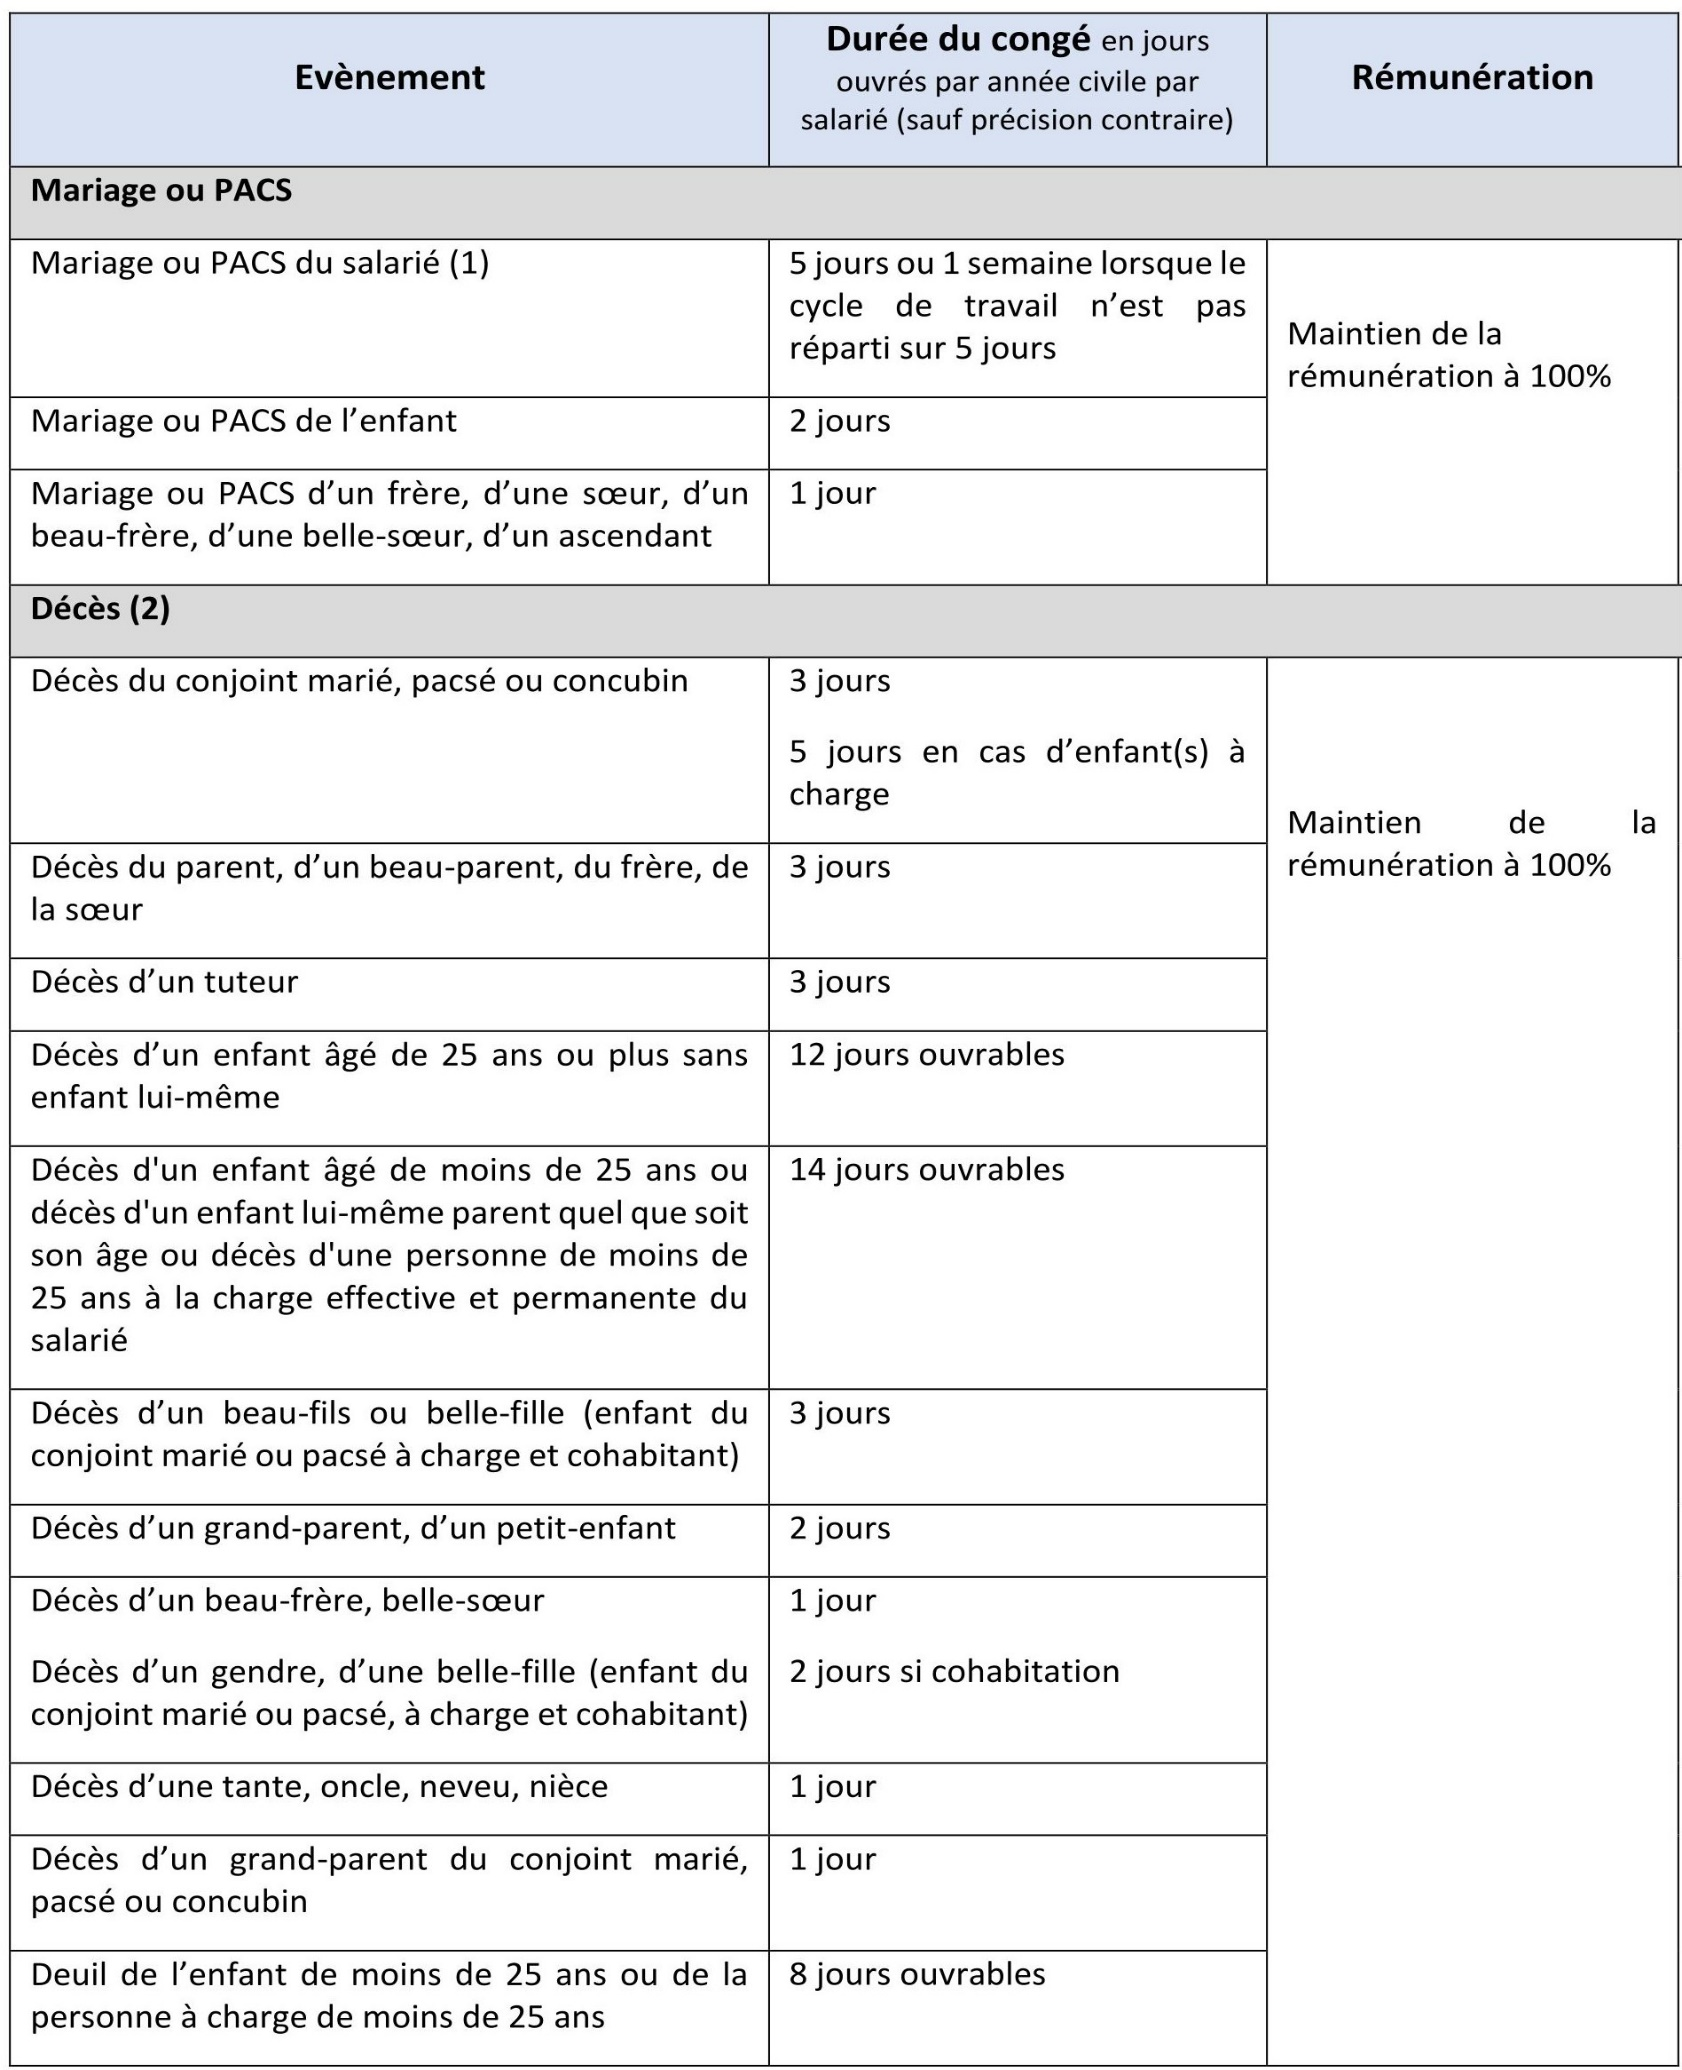 Evènement
Durée du congé en jours
ouvrés par année civile par
salarié (sauf précision contraire)
Rémunération
Mariage ou PACS
Mariage ou PACS du salarié (1)
5 jours ou 1 semaine lorsque le
cycle de travail n’est pas
réparti sur 5 jours
Maintien de la
rémunération à 100%
Mariage ou PACS de l’enfant
2 jours
Mariage ou PACS d’un frère, d’une sœur, d’un
beau-frère, d’une belle-sœur, d’un ascendant
1 jour
Décès (2)
Décès du conjoint marié, pacsé ou concubin
3 jours
5 jours en cas d’enfant(s) à
charge
Maintien de la
rémunération à 100%
Décès du parent, d’un beau-parent, du frère, de
la sœur
3 jours
Décès d’un tuteur
3 jours
Décès d’un enfant âgé de 25 ans ou plus sans
enfant lui-même
12 jours ouvrables
Décès d'un enfant âgé de moins de 25 ans ou
décès d'un enfant lui-même parent quel que soit
son âge ou décès d'une personne de moins de
25 ans à la charge effective et permanente du
salarié
14 jours ouvrables
Décès d’un beau-fils ou belle-fille (enfant du
conjoint marié ou pacsé à charge et cohabitant)
3 jours
Décès d’un grand-parent, d’un petit-enfant
2 jours
Décès d’un beau-frère, belle-sœur
1 jour
Décès d’un gendre, d’une belle-fille (enfant du
conjoint marié ou pacsé, à charge et cohabitant)
2 jours si cohabitation
Décès d’une tante, oncle, neveu, nièce
1 jour
Décès d’un grand-parent du conjoint marié,
pacsé ou concubin
1 jour
Deuil de l’enfant de moins de 25 ans ou de la
personne à charge de moins de 25 ans
8 jours ouvrables